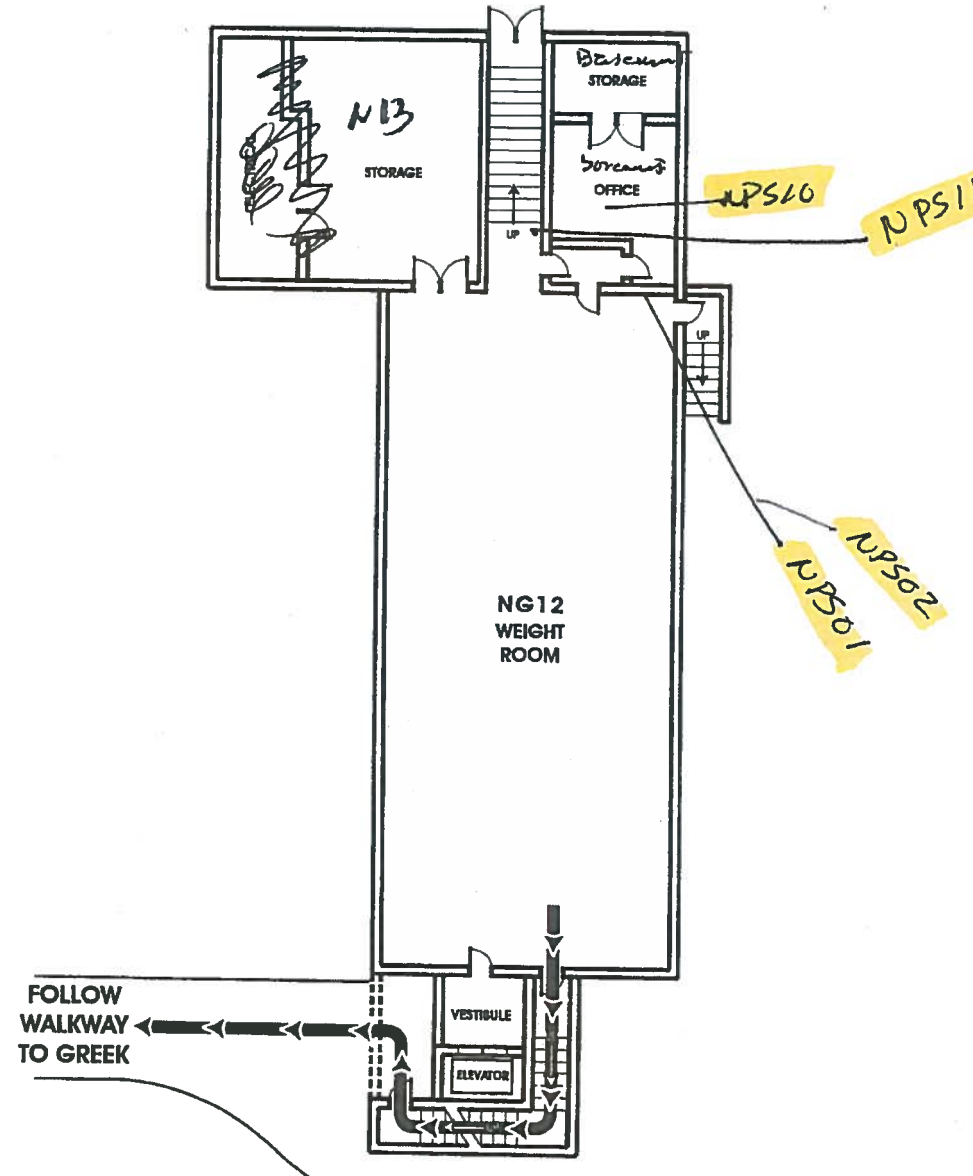 STORAGE
N13
STORAGE
OFFICE
NPS10
NPS11
UP
UP
NPS02
NPS01
NG12
WEIGHT
ROOM
FOLLOW
WALKWAY
TO GREEK
VESTIBULE
ELEVATOR